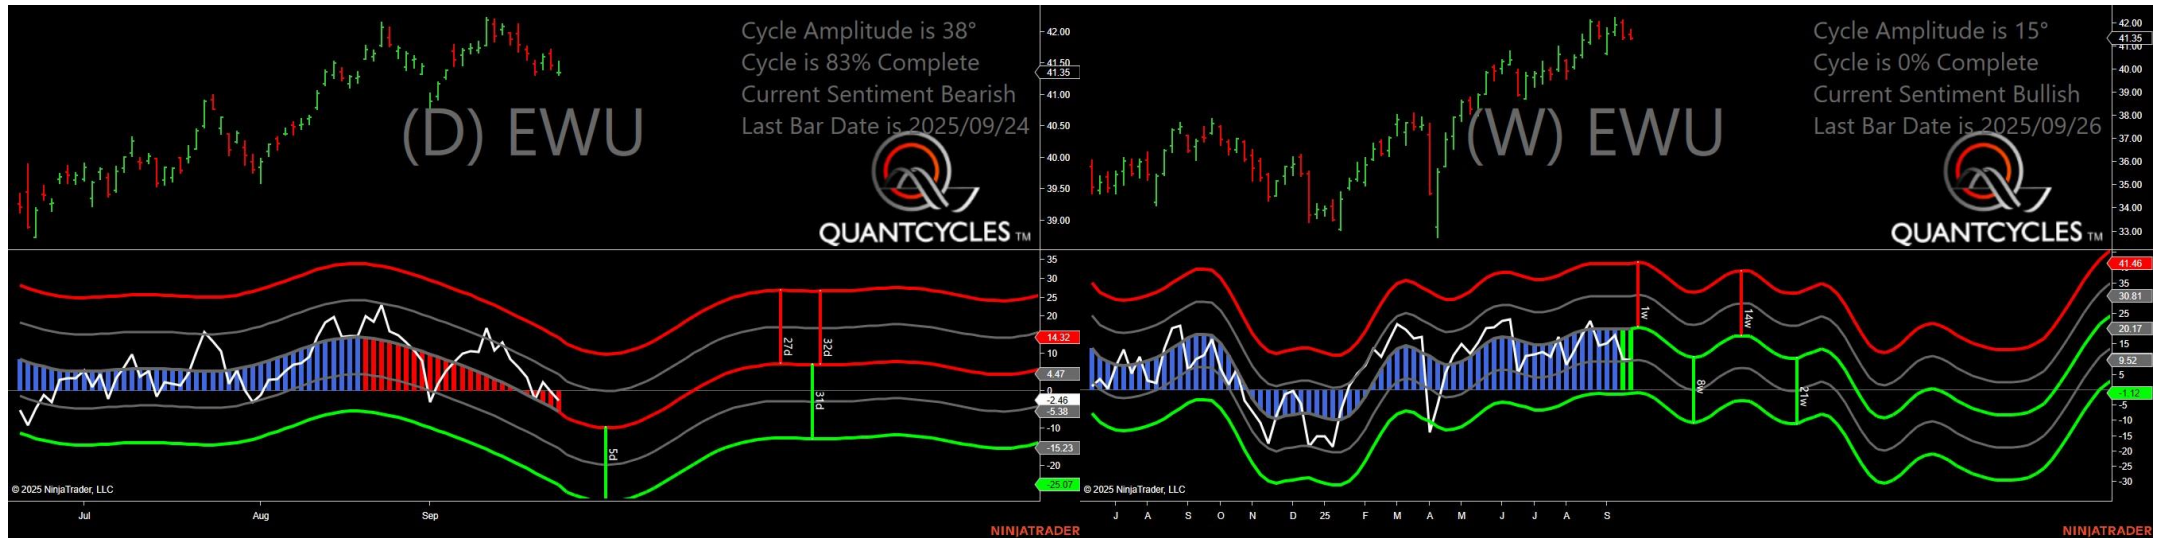 Cycle Amplitude is 38°
Cycle is 83% Complete
Current Sentiment Bearish
Last Bar Date is 2025/09/24
(D) EWU
QUANTCYCLES TM
42.00
41.50
41.35
41.00
40.50
40.00
39.50
39.00
35
30
25
20
14.32
10
4.47
0
-2.46
-5.38
-10
-15.23
-20
-25.07
27d
32d
31d
5d
© 2025 NinjaTrader, LLC
Jul
Aug
Sep
NINJATRADER
Cycle Amplitude is 15°
Cycle is 0% Complete
Current Sentiment Bullish
Last Bar Date is 2025/09/26
(W) EWU
QUANTCYCLES TM
42.00
41.35
41.00
40.00
39.00
38.00
37.00
36.00
35.00
34.00
33.00
41.46
35
30.81
25
20.17
15
9.52
5
-1.12
-5
-10
-15
-20
-25
-30
1w
14w
8w
21w
© 2025 NinjaTrader, LLC
J A S O N D 25 F M A M J J A S
NINJATRADER